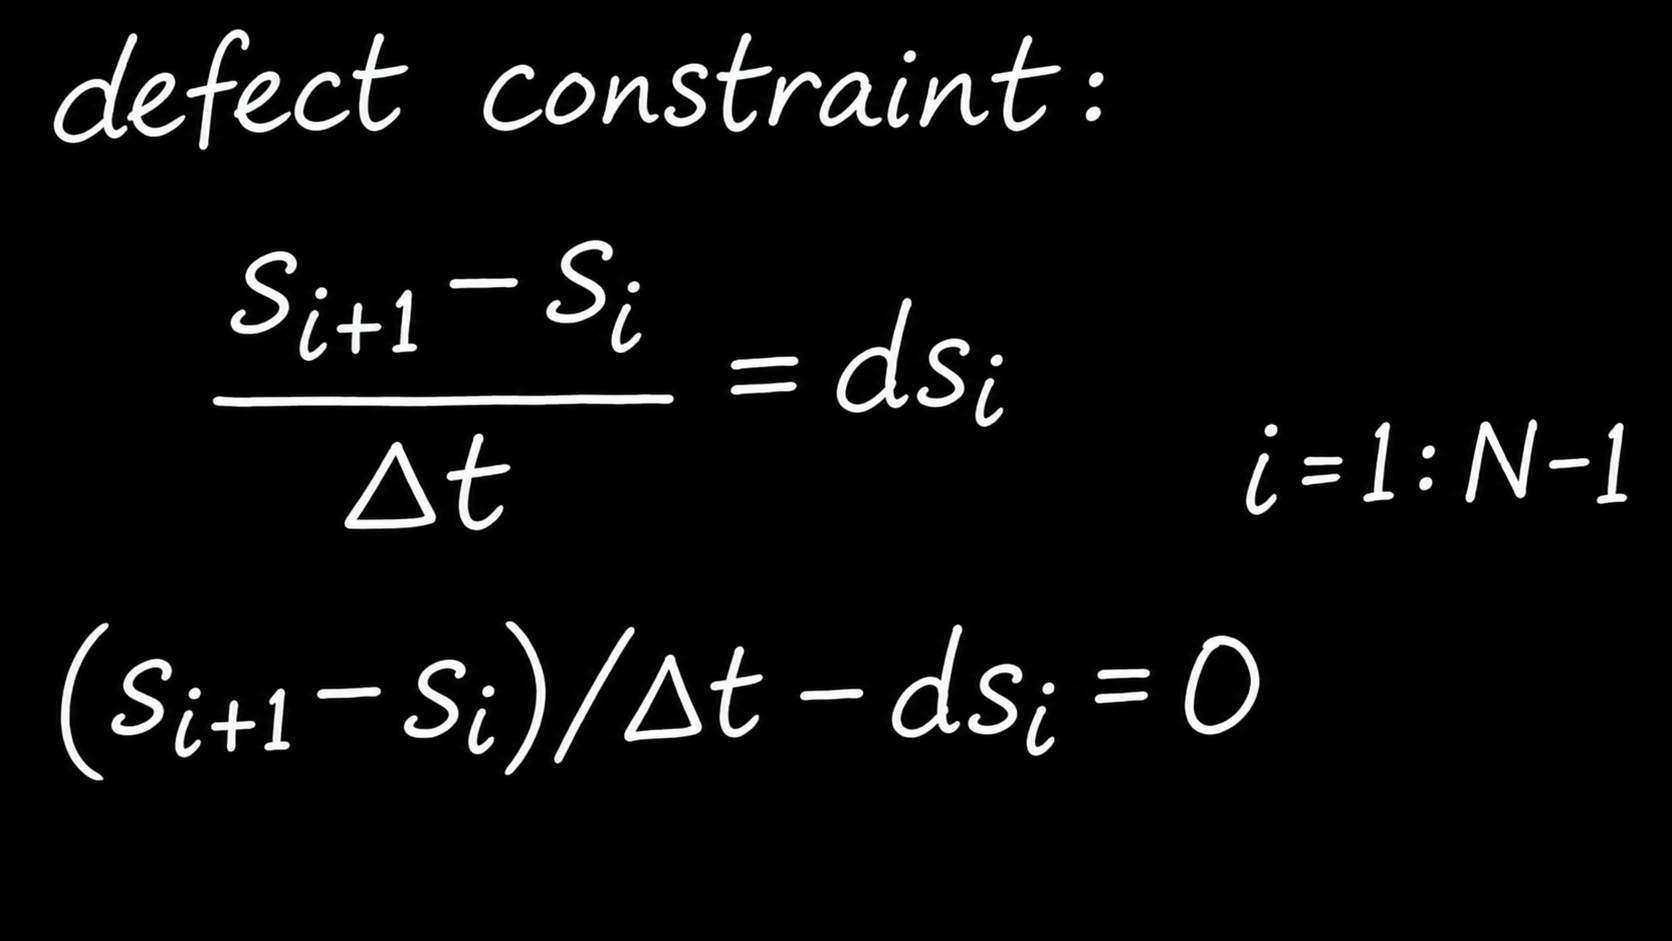 defect constraint:
(s_{i+1} - s_i) / Δt = ds_i
i = 1 : N-1
(s_{i+1} - s_i)/Δt - ds_i = 0